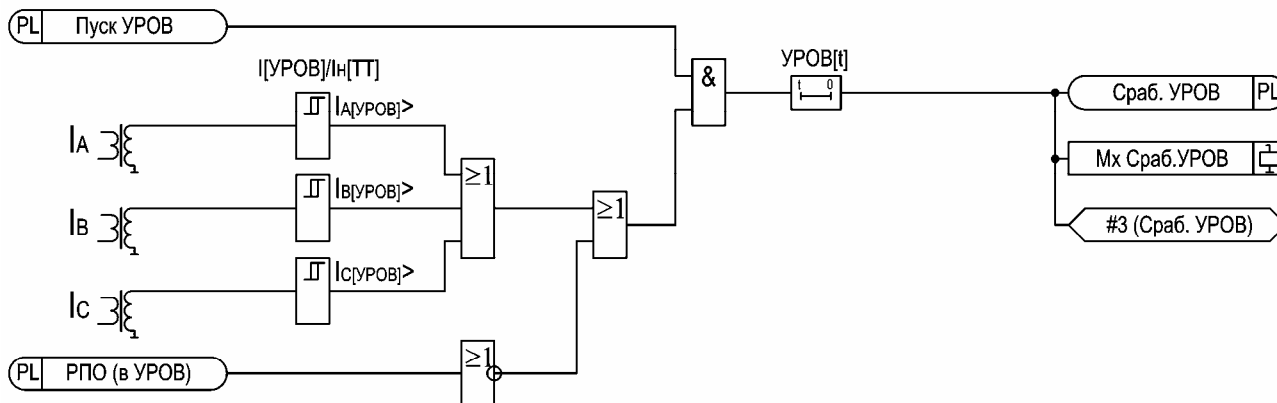 PL Пуск УРОВ
I[УРОВ]/Iн[ТТ]
IA
IA[УРОВ]>
IB
IB[УРОВ]>
IC
IC[УРОВ]>
≥1
≥1
PL РПО (в УРОВ)
≥1
&
УРОВ[t]
t 0
Сраб. УРОВ PL
Мх Сраб.УРОВ
#3 (Сраб. УРОВ)